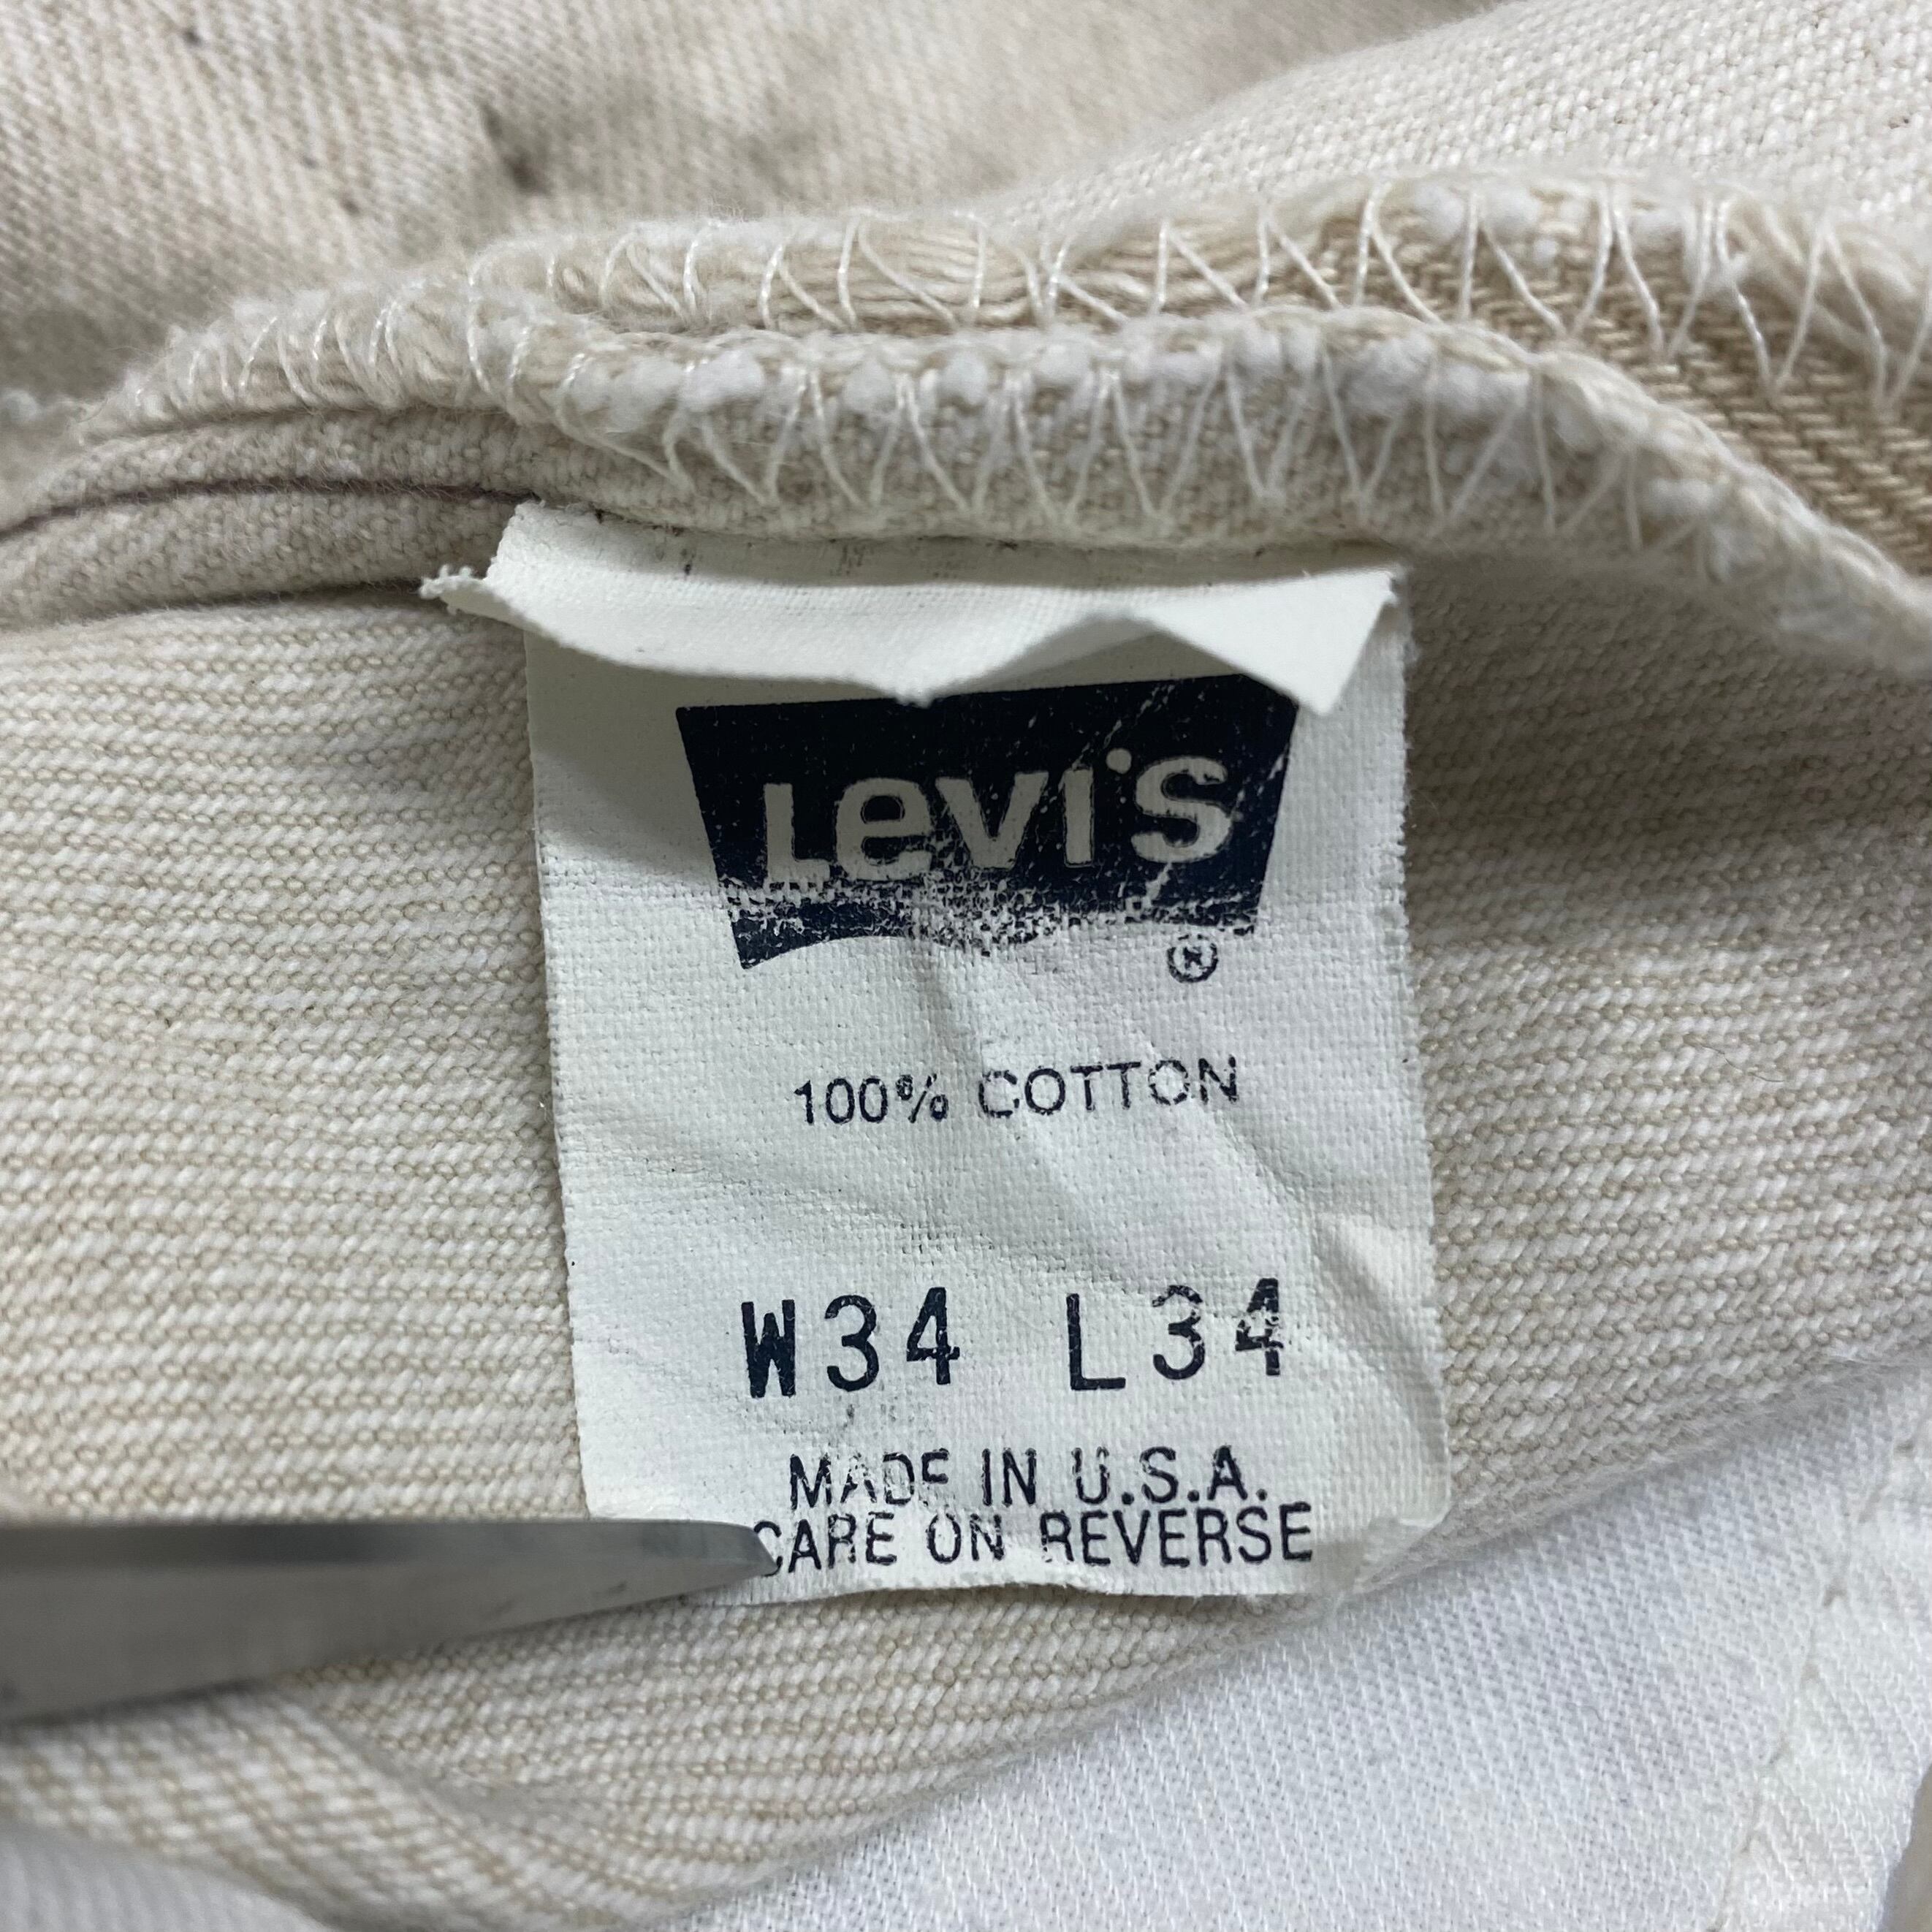 Levi's
®
100% COTTON
W34 L34
MADE IN U.S.A.
CARE ON REVERSE